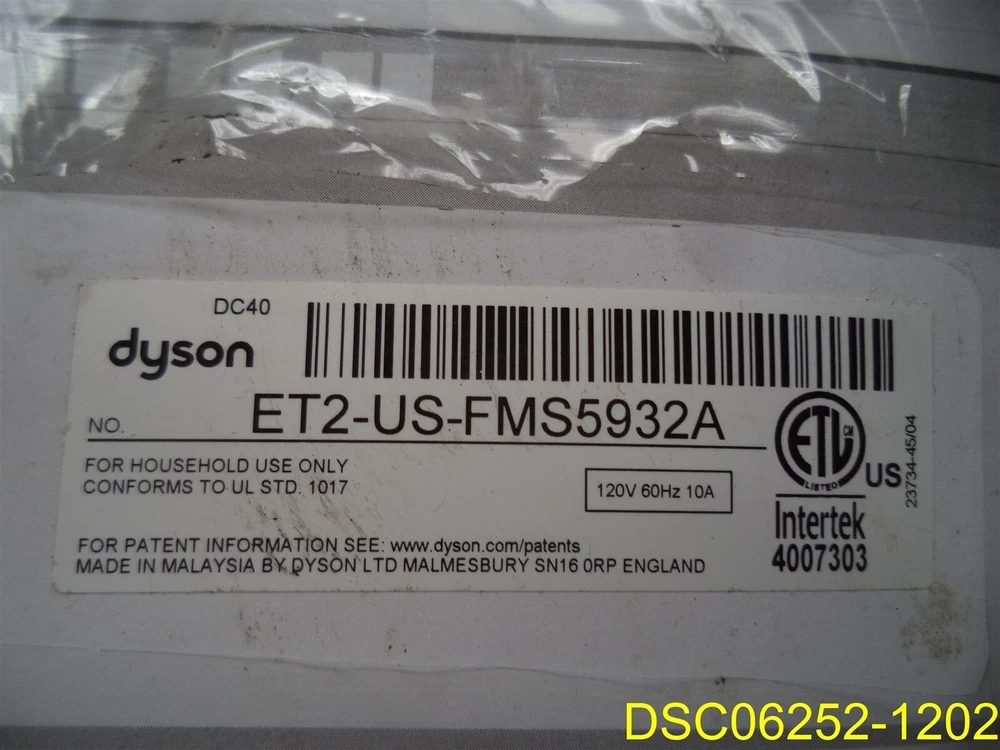 DC40
dyson
NO. ET2-US-FMS5932A
FOR HOUSEHOLD USE ONLY
CONFORMS TO UL STD. 1017
120V 60Hz 10A
ETL
LISTED
US
Intertek
4007303
23734-45/04
FOR PATENT INFORMATION SEE: www.dyson.com/patents
MADE IN MALAYSIA BY DYSON LTD MALMESBURY SN16 0RP ENGLAND
DSC06252-1202